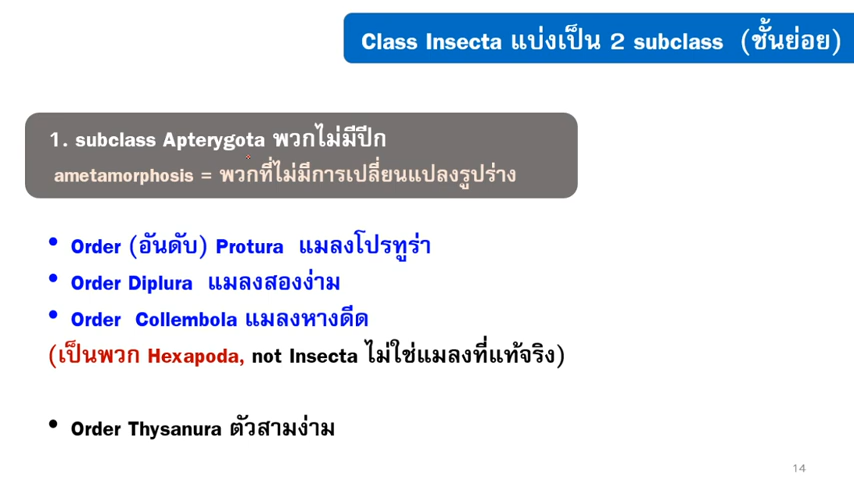 Class Insecta แบ่งเป็น 2 subclass (ชั้นย่อย)
1. subclass Apterygota พวกไม่มีปีก
ametamorphosis = พวกที่ไม่มีการเปลี่ยนแปลงรูปร่าง
• Order (อันดับ) Protura แมลงโปรทูร่า
• Order Diplura แมลงสองง่าม
• Order Collembola แมลงหางดีด
(เป็นพวก Hexapoda, not Insecta ไม่ใช่แมลงที่แท้จริง)
• Order Thysanura ตัวสามง่าม
14